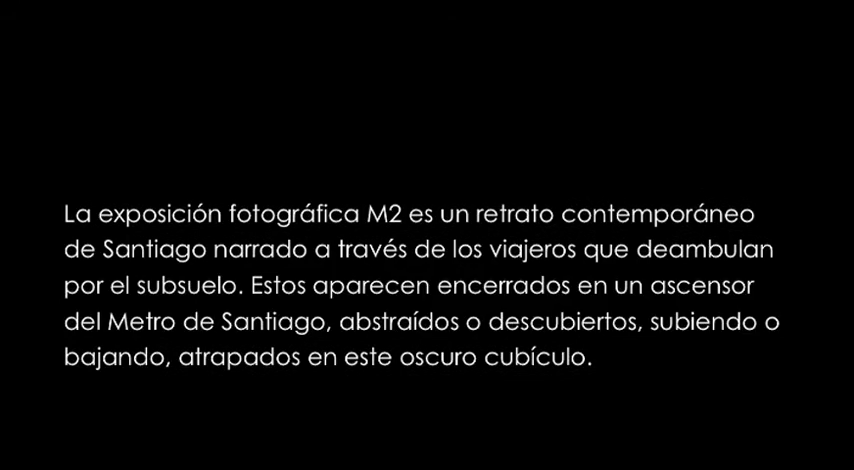 La exposición fotográfica M2 es un retrato contemporáneo
de Santiago narrado a través de los viajeros que deambulan
por el subsuelo. Estos aparecen encerrados en un ascensor
del Metro de Santiago, abstraídos o descubiertos, subiendo o
bajando, atrapados en este oscuro cubículo.